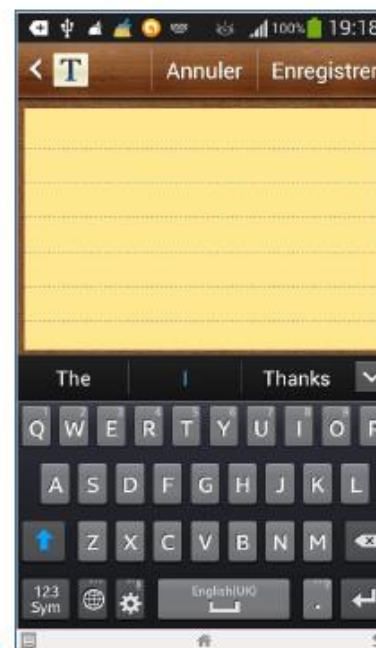 100% 19:18
T Annuler Enregistrer
The I Thanks
Q W E R T Y U I O P
A S D F G H J K L
Z X C V B N M
123
Sym English(UK) .